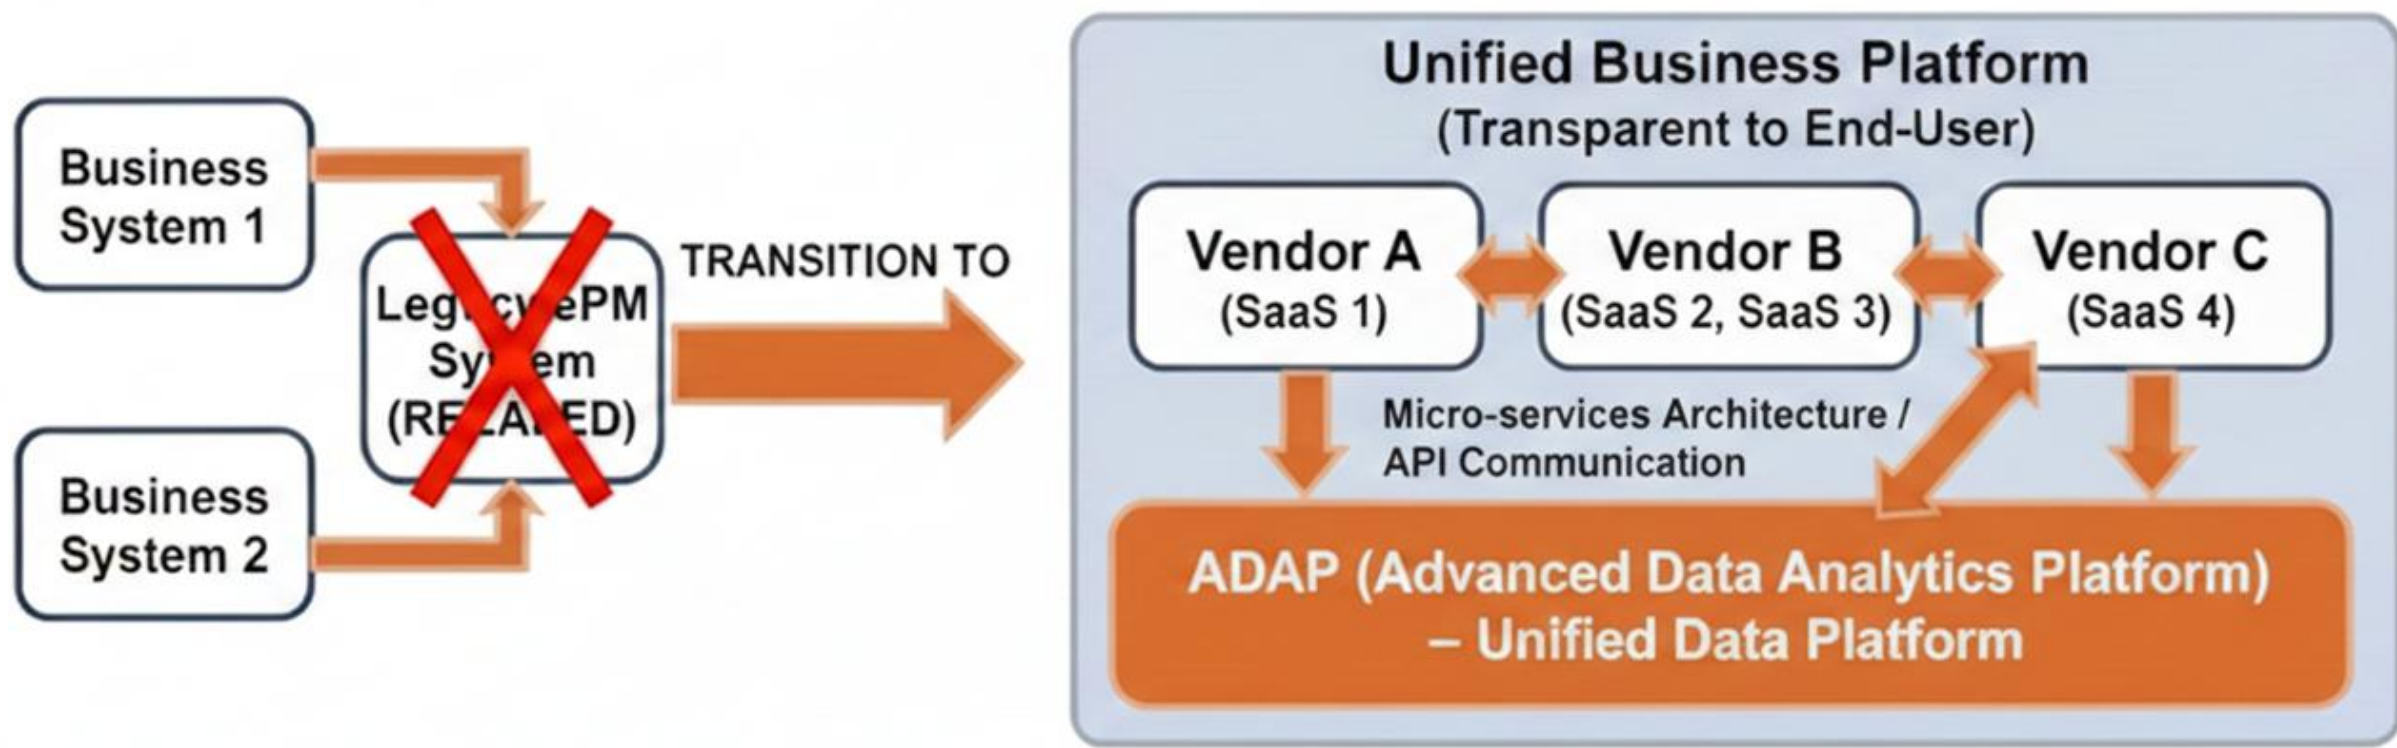 Business
System 1
Business
System 2
ePM
(
TRANSITION TO
Unified Business Platform
(Transparent to End-User)
Vendor A
(SaaS 1)
Vendor B
(SaaS 2, SaaS 3)
Vendor C
(SaaS 4)
Micro-services Architecture /
API Communication
ADAP (Advanced Data Analytics Platform)
– Unified Data Platform